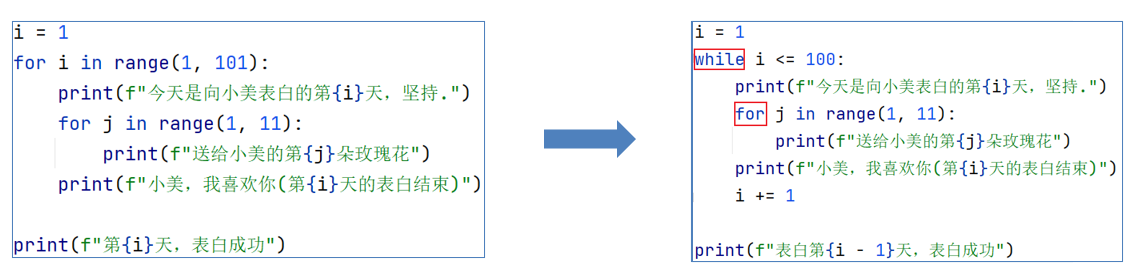 i = 1
for i in range(1, 101):
    print(f"今天是向小美表白的第{i}天，坚持.")
    for j in range(1, 11):
        print(f"送给小美的第{j}朵玫瑰花")
    print(f"小美，我喜欢你(第{i}天的表白结束)")
print(f"第{i}天，表白成功")
i = 1
while i <= 100:
    print(f"今天是向小美表白的第{i}天，坚持.")
    for j in range(1, 11):
        print(f"送给小美的第{j}朵玫瑰花")
    print(f"小美，我喜欢你(第{i}天的表白结束)")
    i += 1
print(f"表白第{i - 1}天，表白成功")